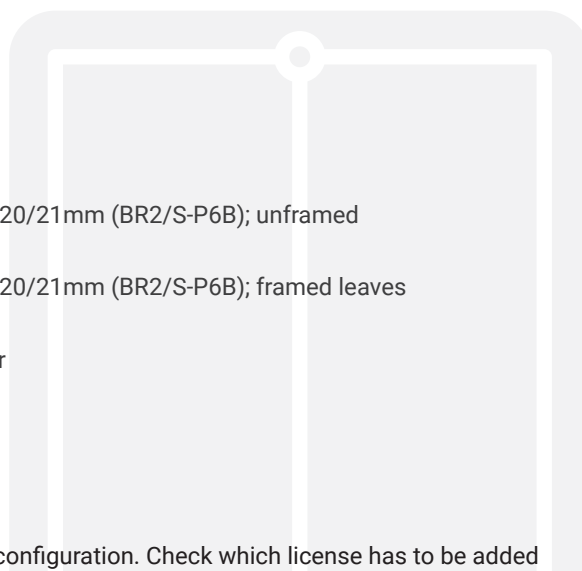 20/21mm (BR2/S-P6B); unframed
20/21mm (BR2/S-P6B); framed leaves
r
configuration. Check which license has to be added